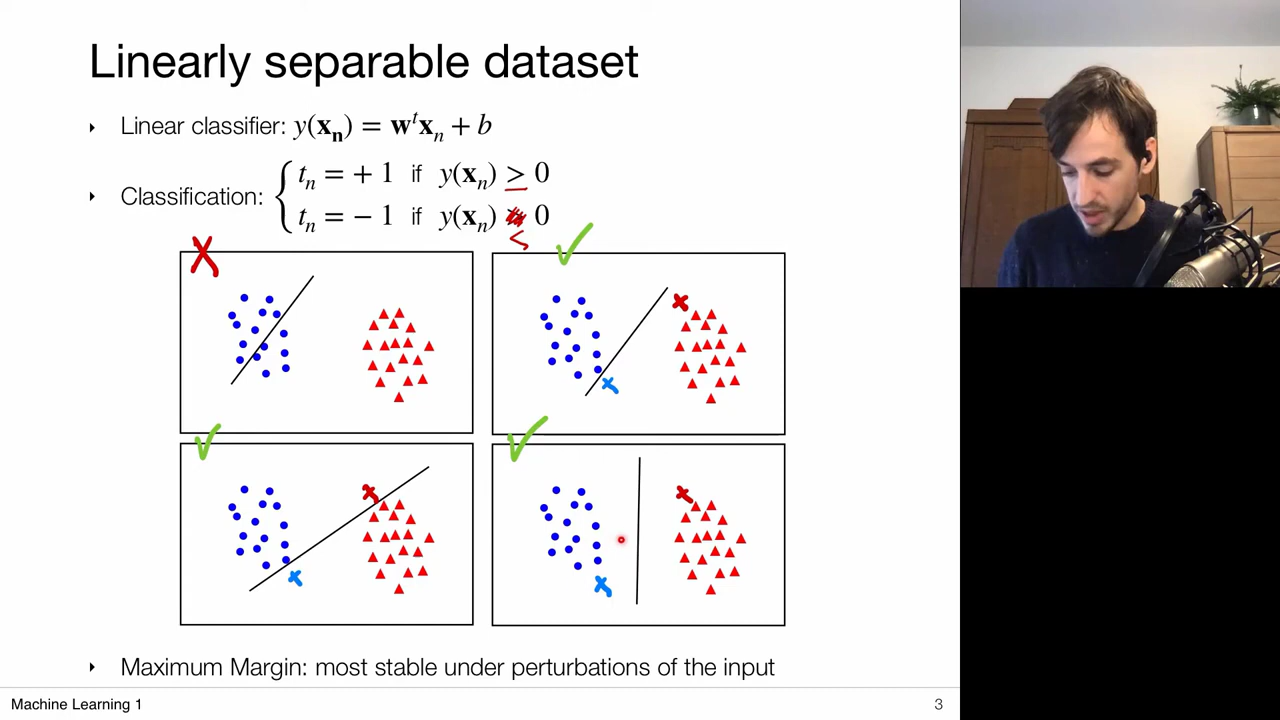 Linearly separable dataset
Linear classifier: y(xₙ) = wᵗxₙ + b
Classification: { tₙ = + 1 if y(xₙ) > 0
tₙ = − 1 if y(xₙ) < 0
Maximum Margin: most stable under perturbations of the input
Machine Learning 1
3